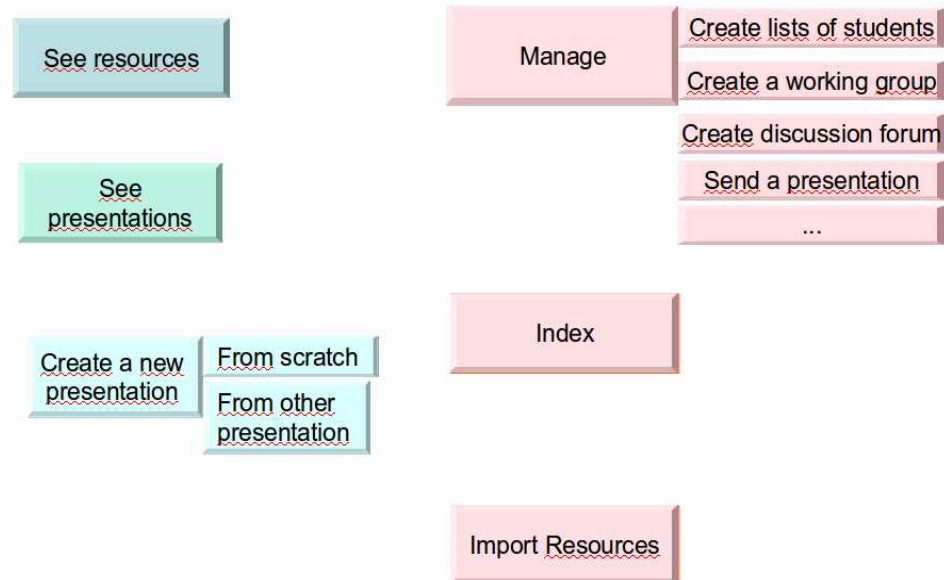 See resources
See
presentations
Create a new
presentation
From scratch
From other
presentation
Manage
Create lists of students
Create a working group
Create discussion forum
Send a presentation
...
Index
Import Resources